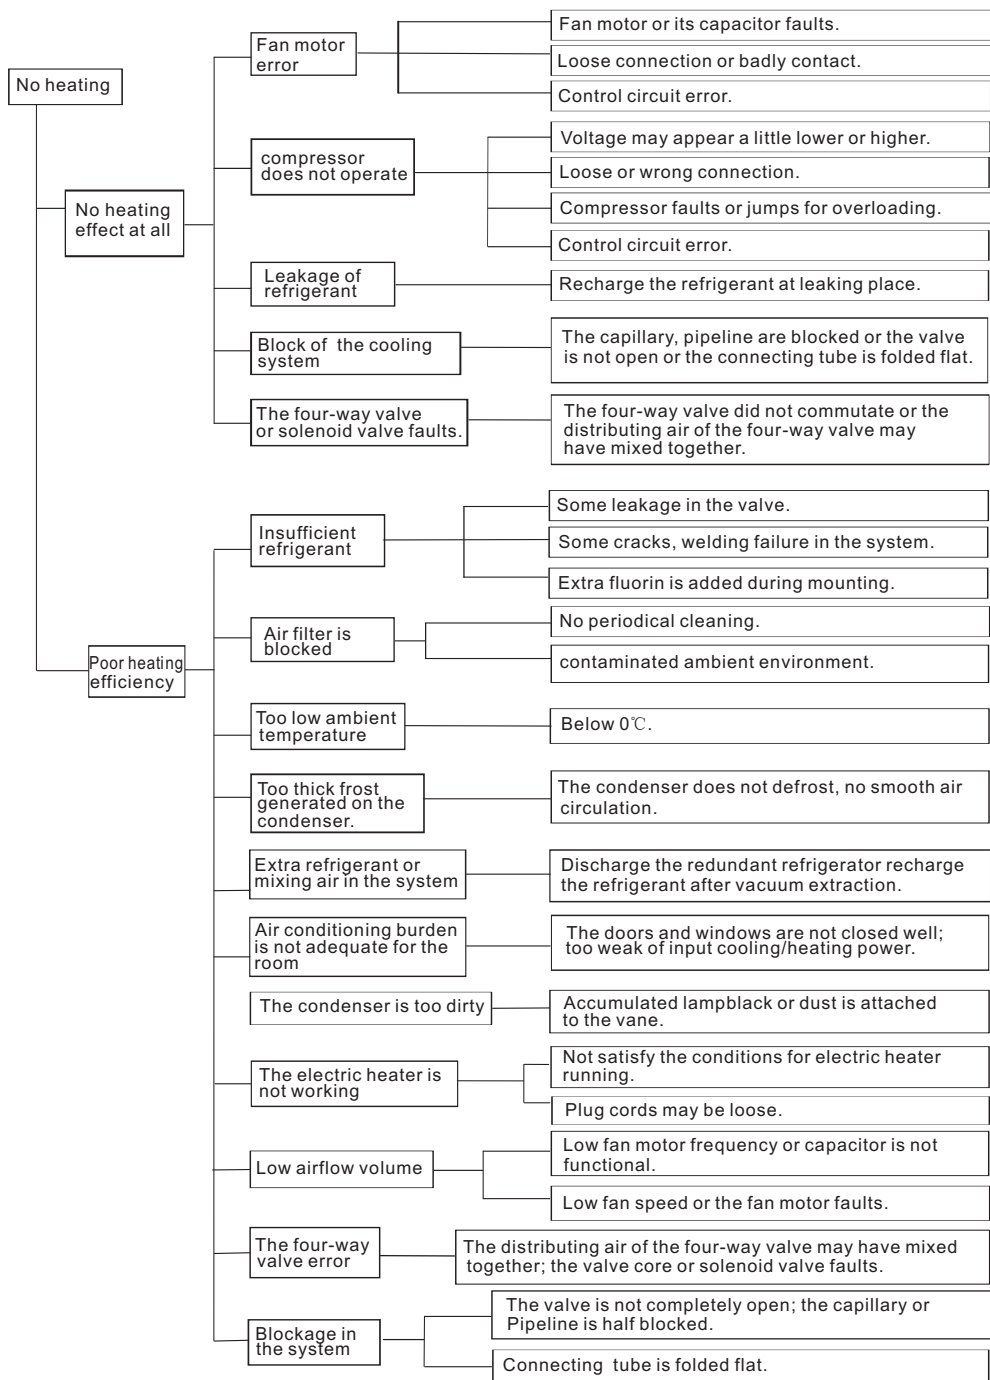 No heating
No heating
effect at all
Fan motor
error
Fan motor or its capacitor faults.
Loose connection or badly contact.
Control circuit error.
compressor
does not operate
Voltage may appear a little lower or higher.
Loose or wrong connection.
Compressor faults or jumps for overloading.
Control circuit error.
Leakage of
refrigerant
Recharge the refrigerant at leaking place.
Block of the cooling
system
The capillary, pipeline are blocked or the valve
is not open or the connecting tube is folded flat.
The four-way valve
or solenoid valve faults.
The four-way valve did not commutate or the
distributing air of the four-way valve may
have mixed together.
Poor heating
efficiency
Insufficient
refrigerant
Some leakage in the valve.
Some cracks, welding failure in the system.
Extra fluorin is added during mounting.
Air filter is
blocked
No periodical cleaning.
contaminated ambient environment.
Too low ambient
temperature
Below 0℃.
Too thick frost
generated on the
condenser.
The condenser does not defrost, no smooth air
circulation.
Extra refrigerant or
mixing air in the system
Discharge the redundant refrigerator recharge
the refrigerant after vacuum extraction.
Air conditioning burden
is not adequate for the
room
The doors and windows are not closed well;
too weak of input cooling/heating power.
The condenser is too dirty
Accumulated lampblack or dust is attached
to the vane.
The electric heater is
not working
Not satisfy the conditions for electric heater
running.
Plug cords may be loose.
Low airflow volume
Low fan motor frequency or capacitor is not
functional.
Low fan speed or the fan motor faults.
The four-way
valve error
The distributing air of the four-way valve may have mixed
together; the valve core or solenoid valve faults.
Blockage in
the system
The valve is not completely open; the capillary or
Pipeline is half blocked.
Connecting tube is folded flat.